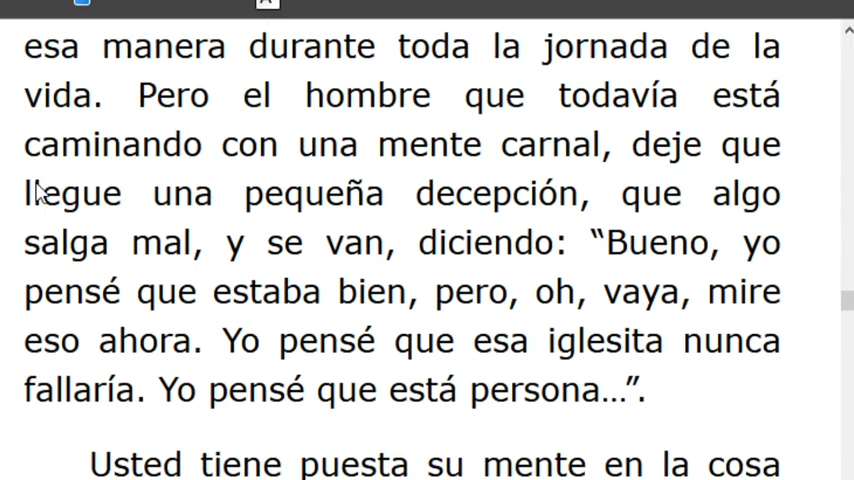 esa manera durante toda la jornada de la
vida. Pero el hombre que todavía está
caminando con una mente carnal, deje que
llegue una pequeña decepción, que algo
salga mal, y se van, diciendo: “Bueno, yo
pensé que estaba bien, pero, oh, vaya, mire
eso ahora. Yo pensé que esa iglesita nunca
fallaría. Yo pensé que está persona…”.
Usted tiene puesta su mente en la cosa